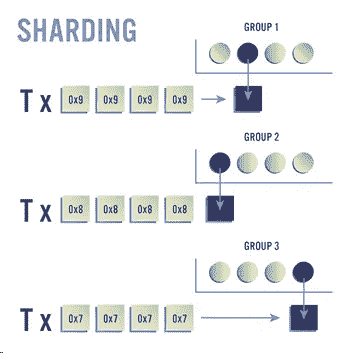 SHARDING
GROUP 1
Tx 0x9 0x9 0x9 0x9
GROUP 2
Tx 0x8 0x8 0x8 0x8
GROUP 3
Tx 0x7 0x7 0x7 0x7